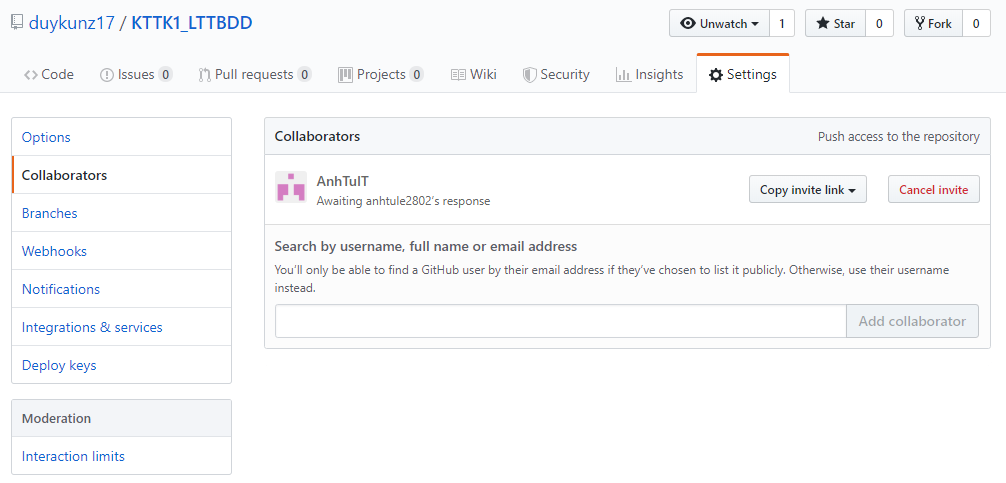 duykunz17 / KTTK1_LTTBDD
Unwatch 1 Star 0 Fork 0
Code Issues 0 Pull requests 0 Projects 0 Wiki Security Insights Settings
Options
Collaborators
Branches
Webhooks
Notifications
Integrations & services
Deploy keys
Moderation
Interaction limits
Collaborators Push access to the repository
AnhTuIT
Awaiting anhtule2802's response
Copy invite link Cancel invite
Search by username, full name or email address
You'll only be able to find a GitHub user by their email address if they've chosen to list it publicly. Otherwise, use their username
instead.
Add collaborator